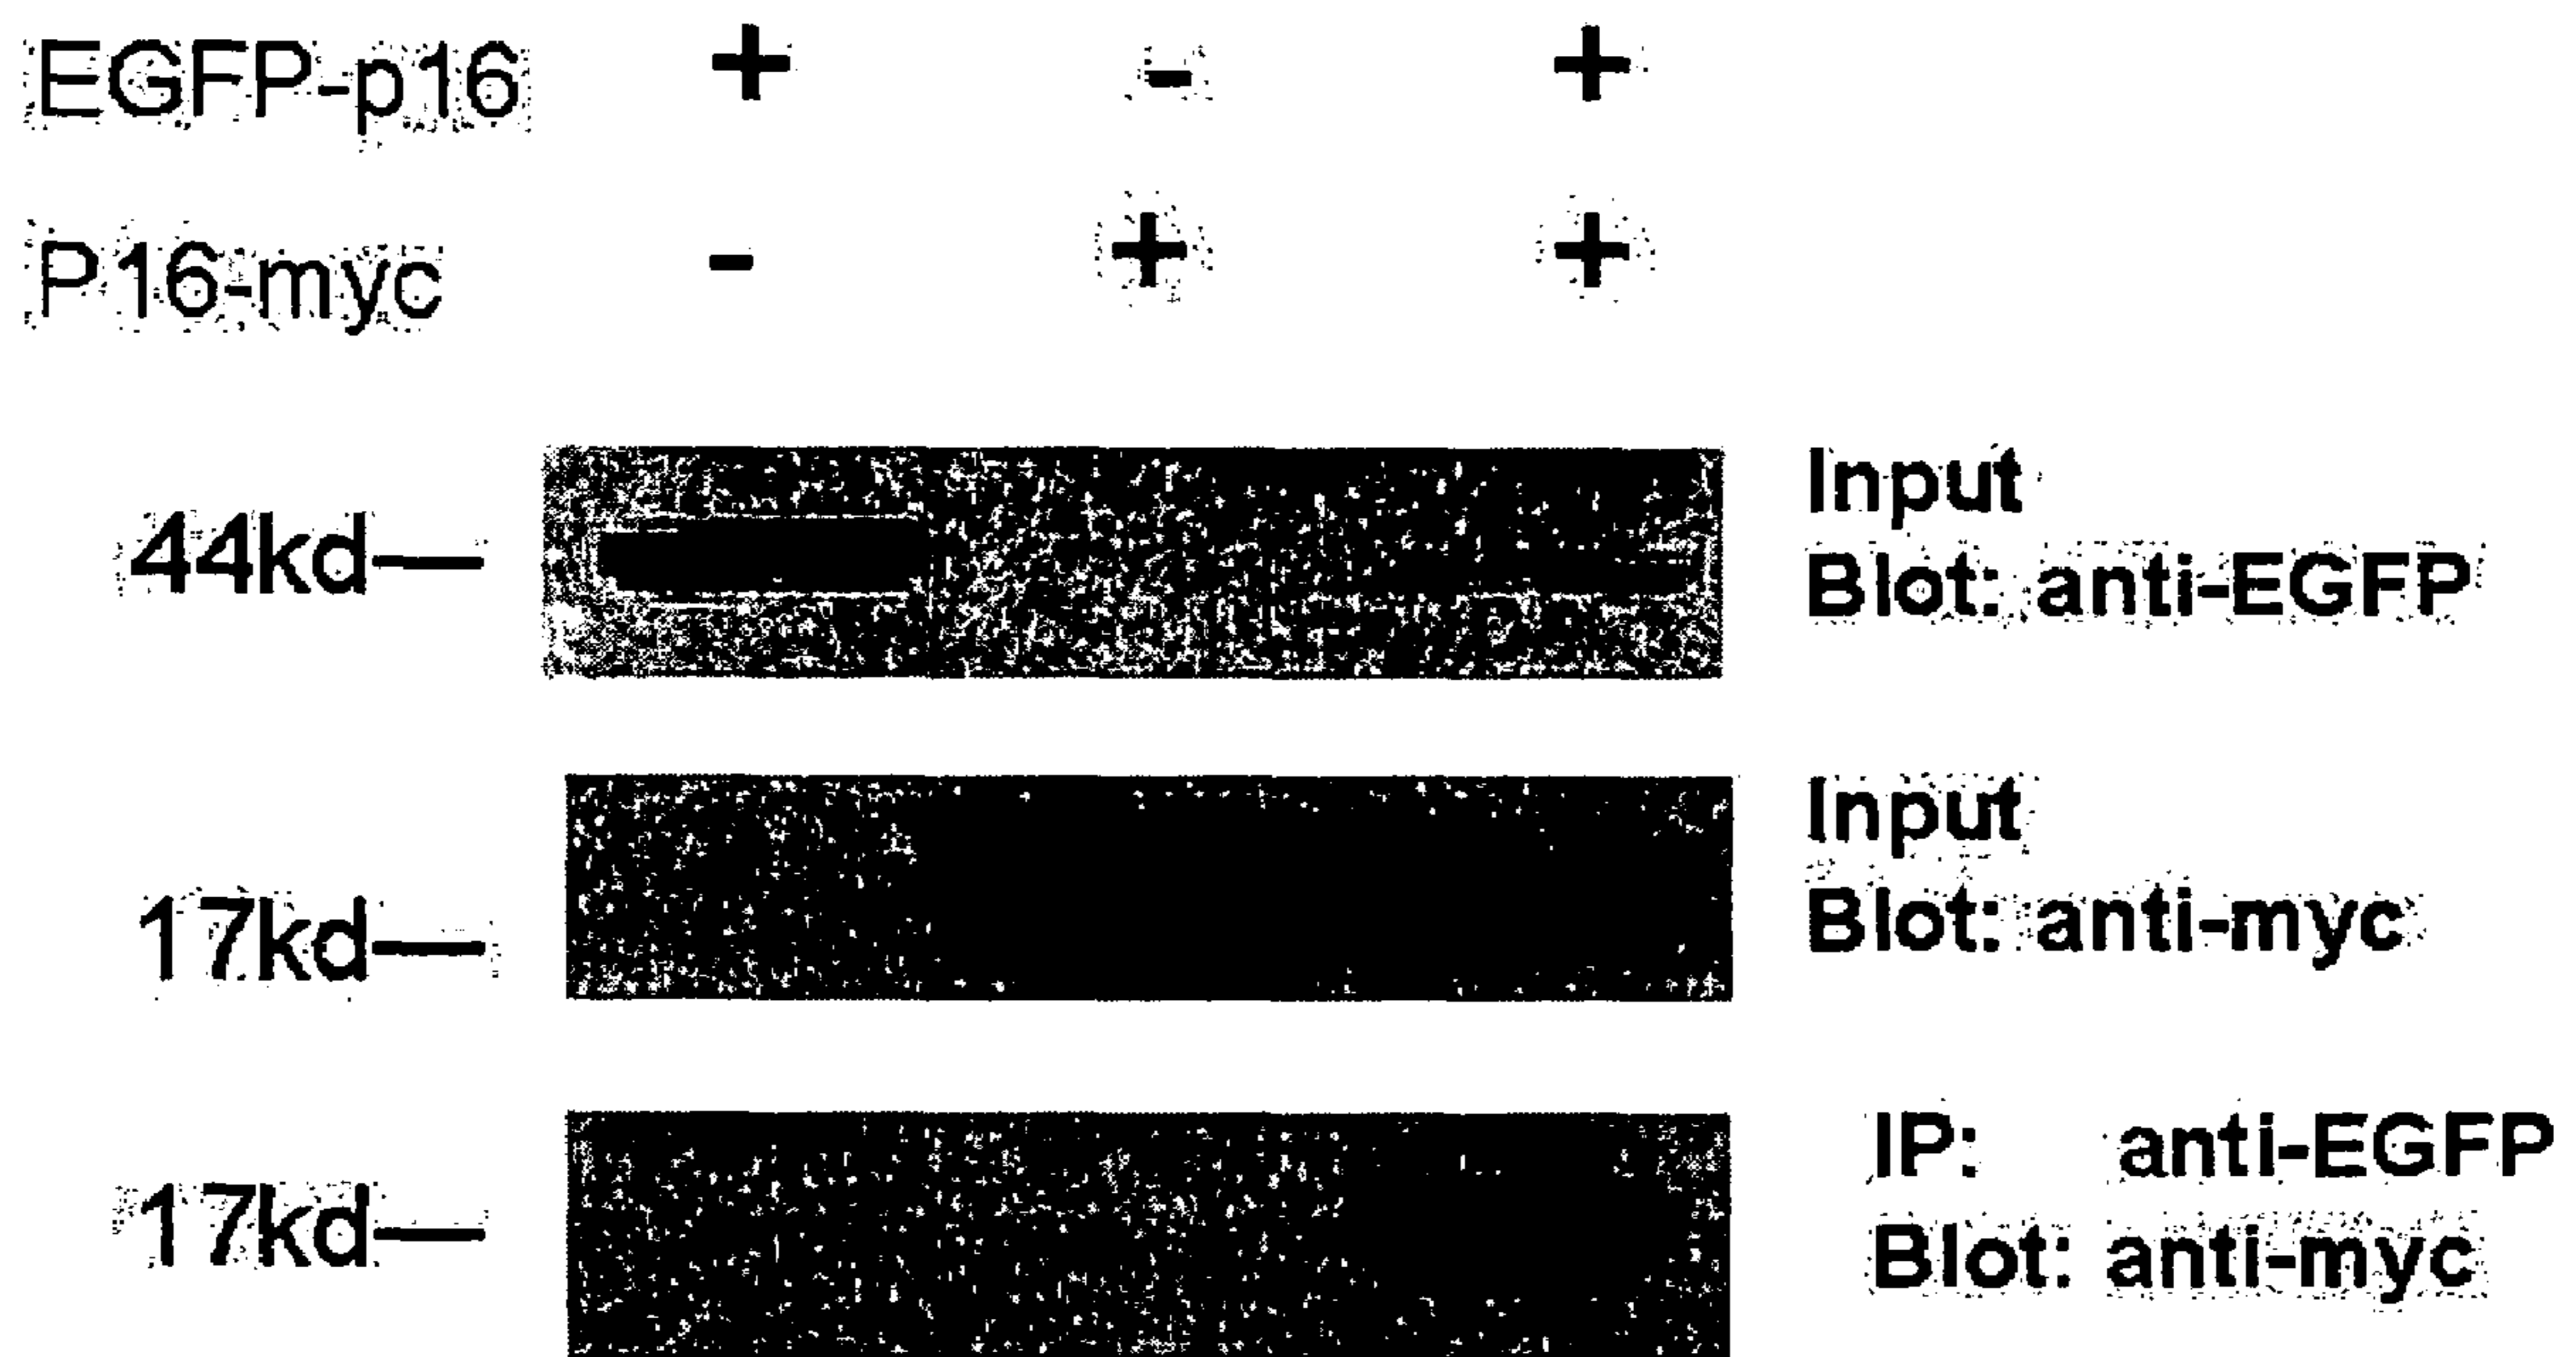 EGFP-p16 + - +
P16-myc - + +
44kd— Input
Blot: anti-EGFP
Input
17kd— Blot: anti-myc
IP: anti-EGFP
17kd— Blot: anti-myc